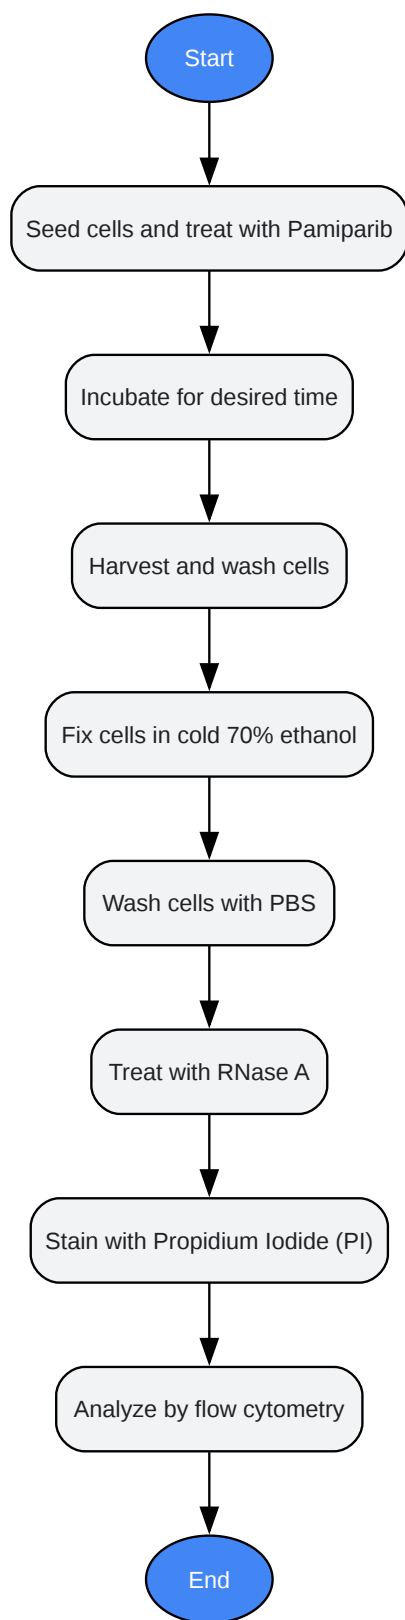 Start
Seed cells and treat with Pamiparib
Incubate for desired time
Harvest and wash cells
Fix cells in cold 70% ethanol
Wash cells with PBS
Treat with RNase A
Stain with Propidium Iodide (PI)
Analyze by flow cytometry
End